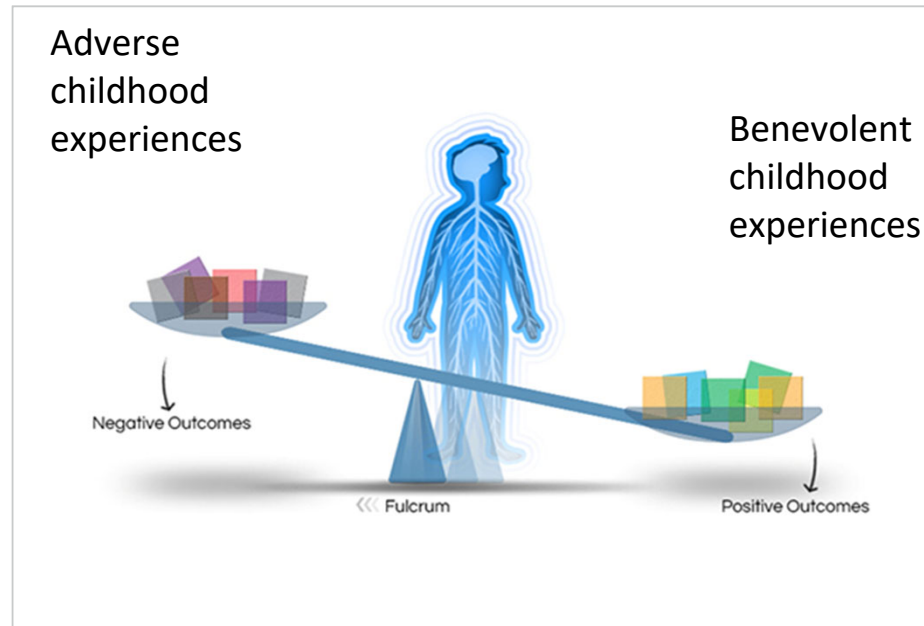 Adverse
childhood
experiences
Benevolent
childhood
experiences
Negative Outcomes
<<< Fulcrum
Positive Outcomes